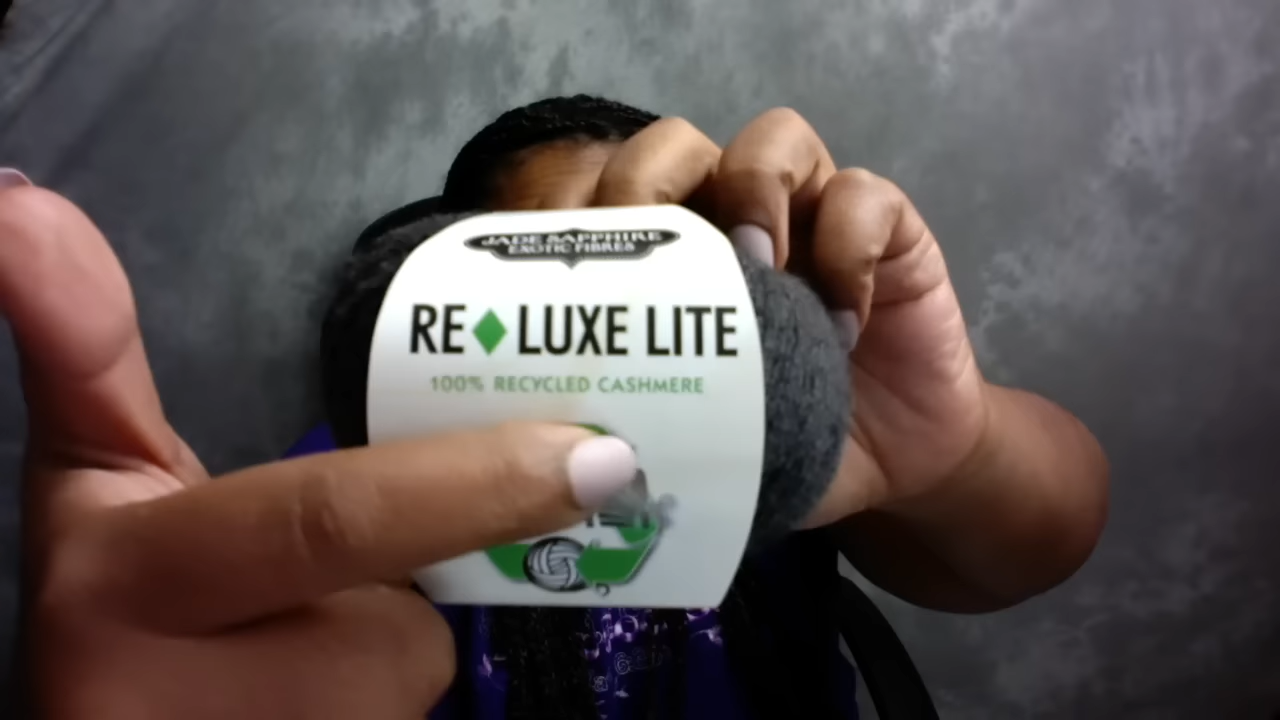 JADE SAPPHIRE
EXOTIC FIBRES
RE LUXE LITE
100% RECYCLED CASHMERE